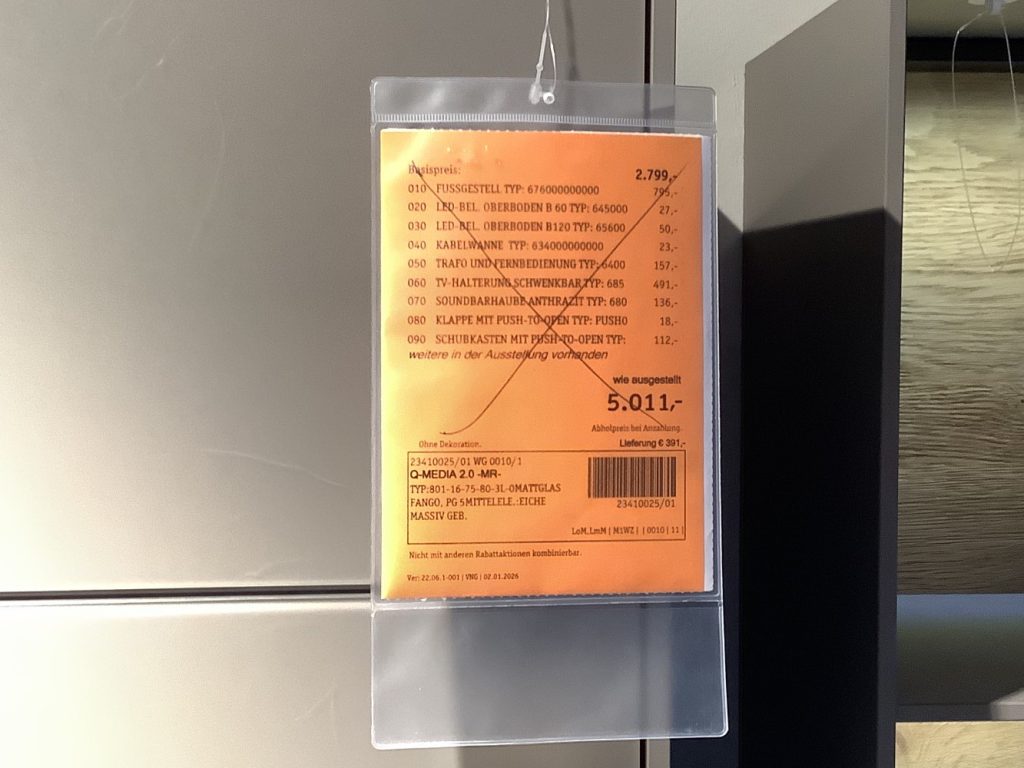 Basispreis: 2.799,-
010 FUSSGESTELL TYP: 676000000000 795,-
020 LED-BEL. OBERBODEN B 60 TYP: 645000 27,-
030 LED-BEL. OBERBODEN B120 TYP: 65600 50,-
040 KABELWANNE TYP: 634000000000 23,-
050 TRAFO UND FERNBEDIENUNG TYP: 6400 157,-
060 TV-HALTERUNG SCHWENKBAR TYP: 685 491,-
070 SOUNDBARHAUBE ANTHRAZIT TYP: 680 136,-
080 KLAPPE MIT PUSH-TO-OPEN TYP: PUSH0 18,-
090 SCHUBKASTEN MIT PUSH-TO-OPEN TYP: 112,-
weitere in der Ausstellung vorhanden
wie ausgestellt
5.011,-
Abholpreis bei Anzahlung.
Ohne Dekoration. Lieferung € 391,-
23410025/01 WG 0010/1
Q-MEDIA 2.0 -MR-
TYP:801-16-75-80-3L-0MATTGLAS
FANGO, PG 5MITTELELE.:EICHE
MASSIV GEB.
23410025/01
LoM,LmM | M1WZ | | 0010 | 11 |
Nicht mit anderen Rabattaktionen kombinierbar.
Ver: 22.06.1-001 | VNG | 02.01.2026